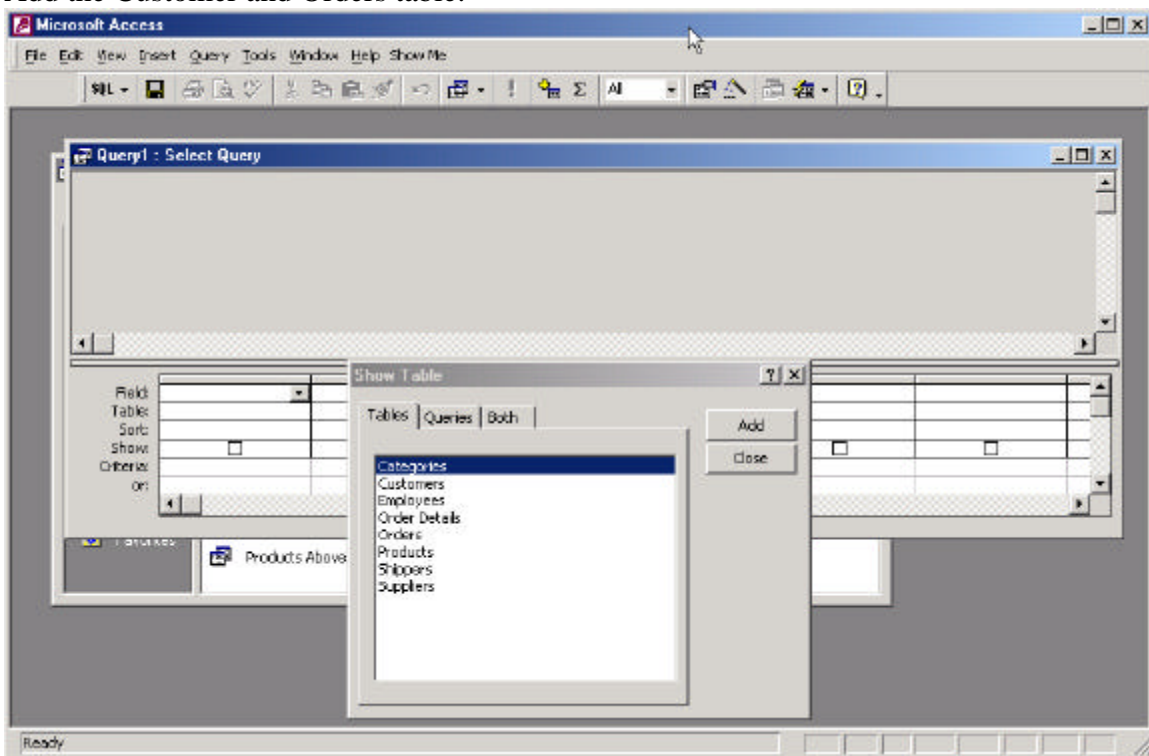 Add the Customer and Orders table.
Microsoft Access
File Edit View Insert Query Tools Window Help Show Me
SQL
All
Query1 : Select Query
Field:
Table:
Sort:
Show:
Criteria:
or:
Show Table
Tables Queries Both
Add
Close
Categories
Customers
Employees
Order Details
Orders
Products
Shippers
Suppliers
Favorites
Products Above
Ready